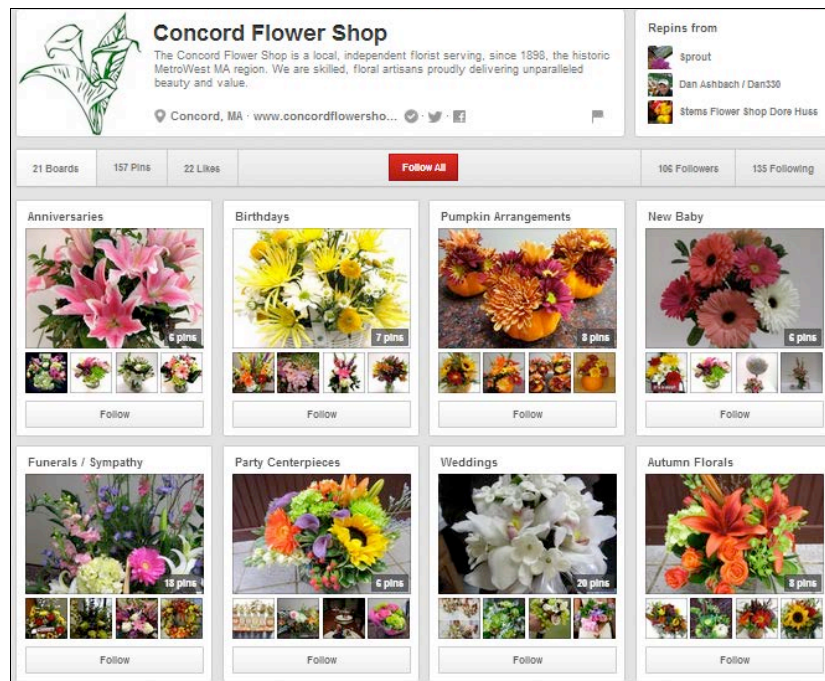 Concord Flower Shop
The Concord Flower Shop is a local, independent florist serving, since 1898, the historic
MetroWest MA region. We are skilled, floral artisans proudly delivering unparalleled
beauty and value.
Concord, MA · www.concordflowersho...
Repins from
Sprout
Dan Ashbach / Dan330
Stems Flower Shop Dore Huss
21 Boards
157 Pins
22 Likes
Follow All
106 Followers
135 Following
Anniversaries
Birthdays
Pumpkin Arrangements
New Baby
6 pins
7 pins
8 pins
6 pins
Follow
Follow
Follow
Follow
Funerals / Sympathy
Party Centerpieces
Weddings
Autumn Florals
18 pins
6 pins
20 pins
8 pins
Follow
Follow
Follow
Follow